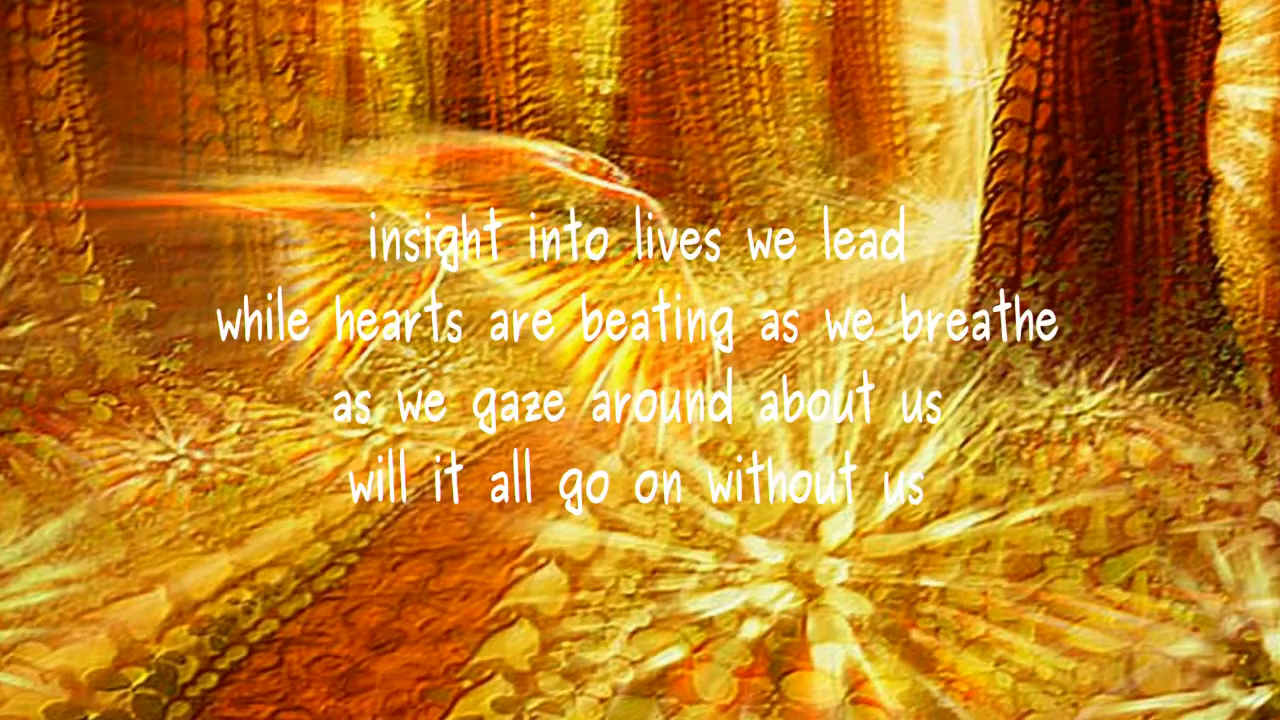 insight into lives we lead
while hearts are beating as we breathe
as we gaze around about us
will it all go on without us